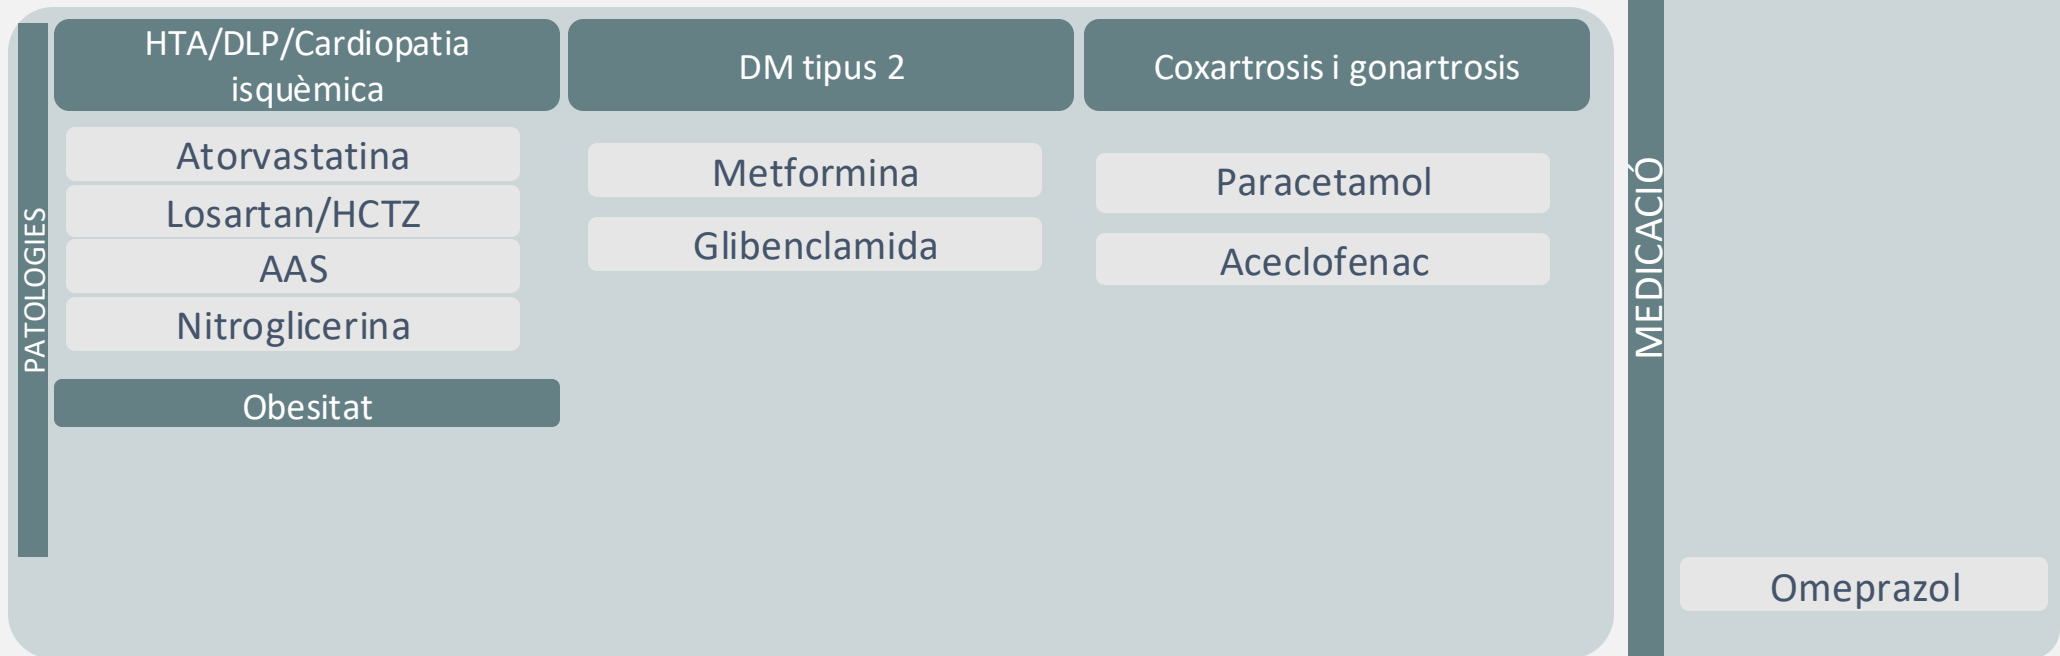 PATOLOGIES
HTA/DLP/Cardiopatia
isquèmica
Atorvastatina
Losartan/HCTZ
AAS
Nitroglicerina
Obesitat
DM tipus 2
Metformina
Glibenclamida
Coxartrosis i gonartrosis
Paracetamol
Aceclofenac
MEDICACIÓ
Omeprazol